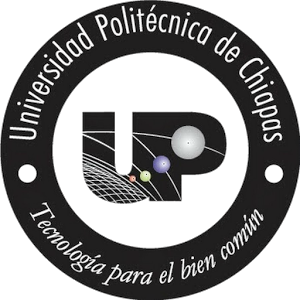 Universidad Politécnica de Chiapas
UP
Tecnología para el bien común